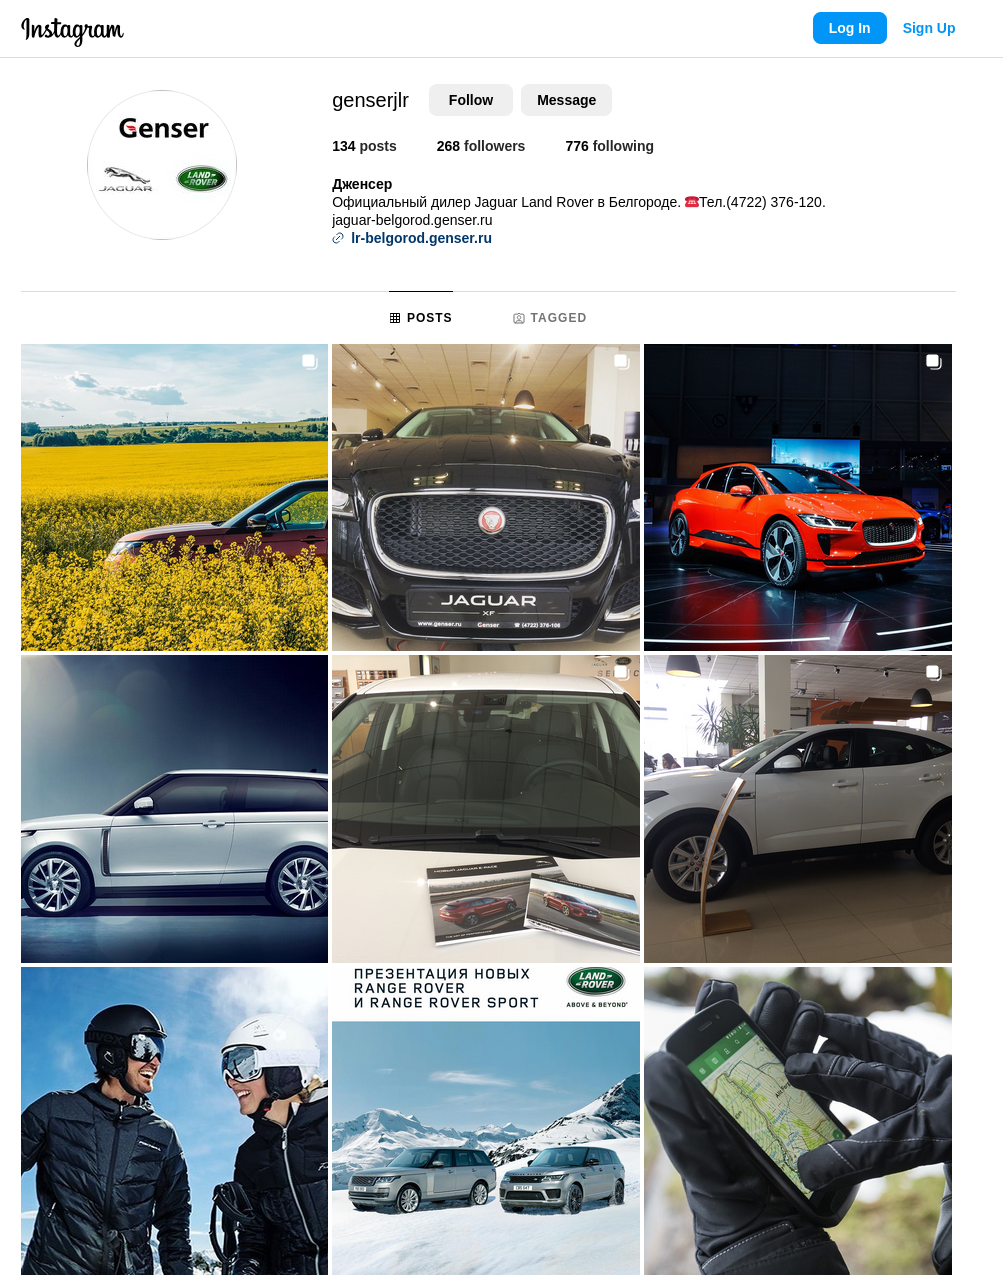 Instagram
Log In
Sign Up
genserjlr
Follow
Message
134 posts
268 followers
776 following
Genser
JAGUAR
LAND ROVER
Дженсер
Официальный дилер Jaguar Land Rover в Белгороде. ☎️Тел.(4722) 376-120.
jaguar-belgorod.genser.ru
lr-belgorod.genser.ru
POSTS
TAGGED
JAGUAR
XF
www.genser.ru Genser ☎ (4722) 376-106
НОВЫЙ JAGUAR E-PACE
ПРЕЗЕНТАЦИЯ НОВЫХ
RANGE ROVER
И RANGE ROVER SPORT
LAND ROVER
ABOVE & BEYOND